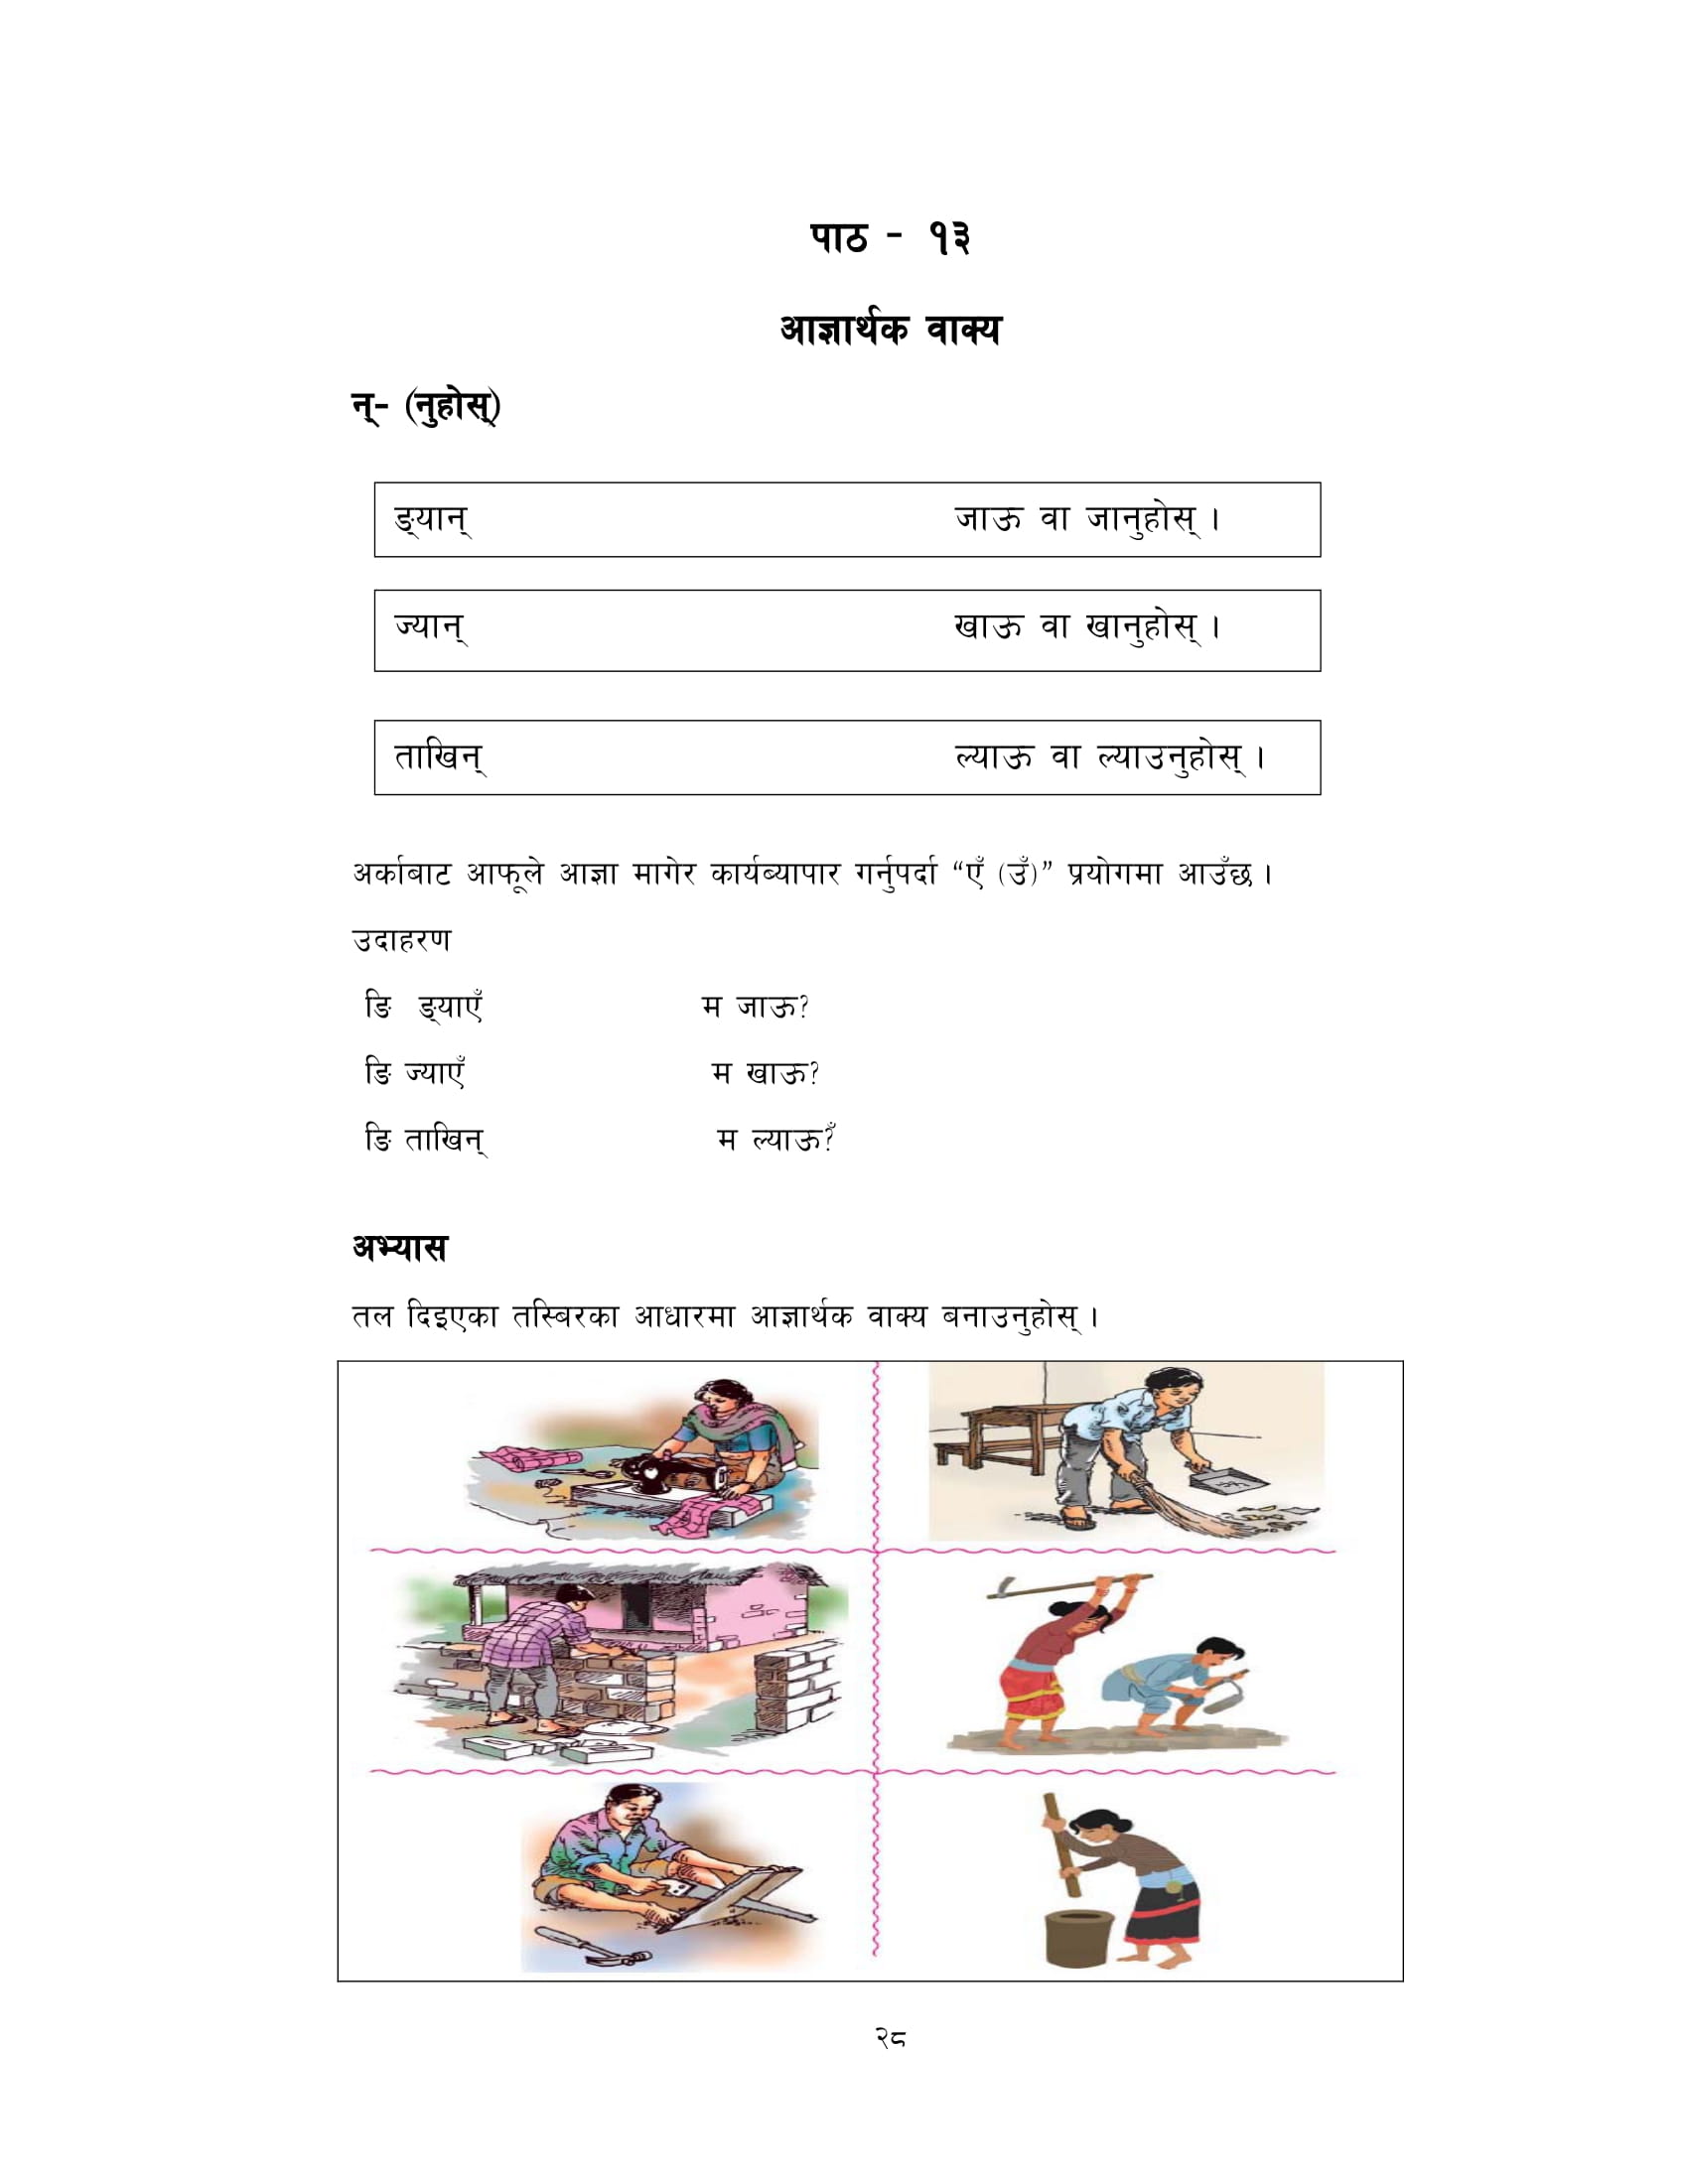 पाठ - १३
आज्ञार्थक वाक्य
न्- (नुहोस्)
ङ्यान् जाऊ वा जानुहोस् ।
ज्यान् खाऊ वा खानुहोस् ।
ताखिन् ल्याऊ वा ल्याउनुहोस् ।
अर्काबाट आफूले आज्ञा मागेर कार्यब्यापार गर्नुपर्दा “एँ (उँ)” प्रयोगमा आउँछ ।
उदाहरण
ङि ङ्याएँ म जाऊ?
ङि ज्याएँ म खाऊ?
ङि ताखिन् म ल्याऊ?ँ
अभ्यास
तल दिइएका तस्बिरका आधारमा आज्ञार्थक वाक्य बनाउनुहोस् ।
२८